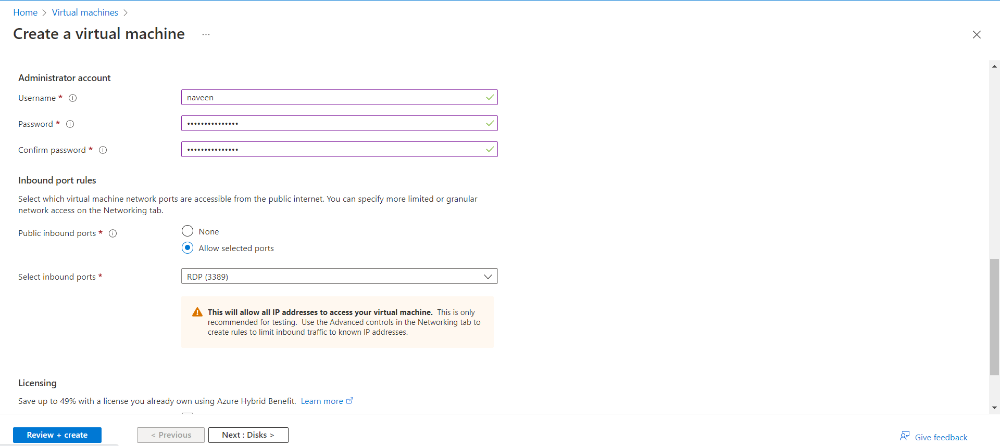 Home > Virtual machines >
Create a virtual machine ...
Administrator account
Username * naveen
Password * •••••••••••••••
Confirm password * •••••••••••••••
Inbound port rules
Select which virtual machine network ports are accessible from the public internet. You can specify more limited or granular
network access on the Networking tab.
Public inbound ports * None
Allow selected ports
Select inbound ports * RDP (3389)
This will allow all IP addresses to access your virtual machine. This is only
recommended for testing. Use the Advanced controls in the Networking tab to
create rules to limit inbound traffic to known IP addresses.
Licensing
Save up to 49% with a license you already own using Azure Hybrid Benefit. Learn more
Review + create < Previous Next : Disks > Give feedback